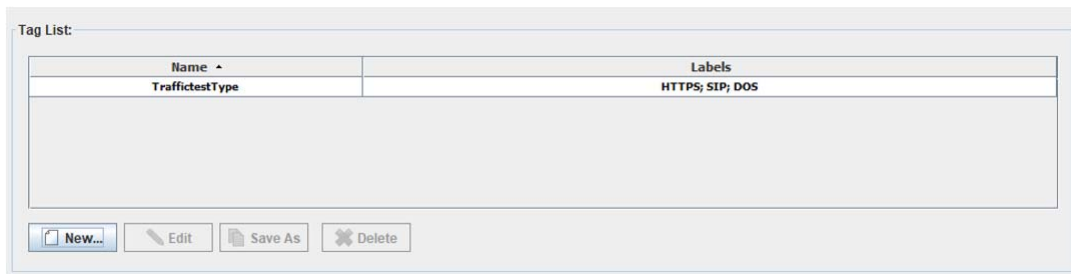 Tag List:
Name Labels
TraffictestType HTTPS; SIP; DOS
New... Edit Save As Delete